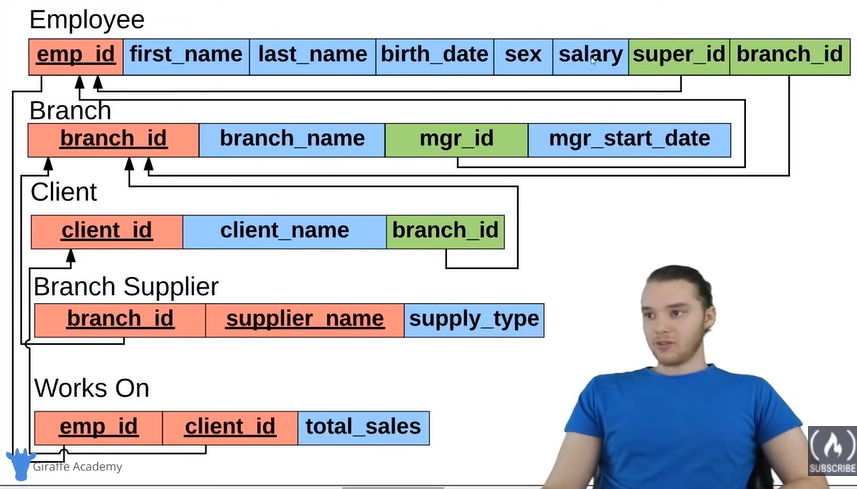 Employee
emp_id first_name last_name birth_date sex salary super_id branch_id
Branch
branch_id branch_name mgr_id mgr_start_date
Client
client_id client_name branch_id
Branch Supplier
branch_id supplier_name supply_type
Works On
emp_id client_id total_sales
Giraffe Academy
SUBSCRIBE